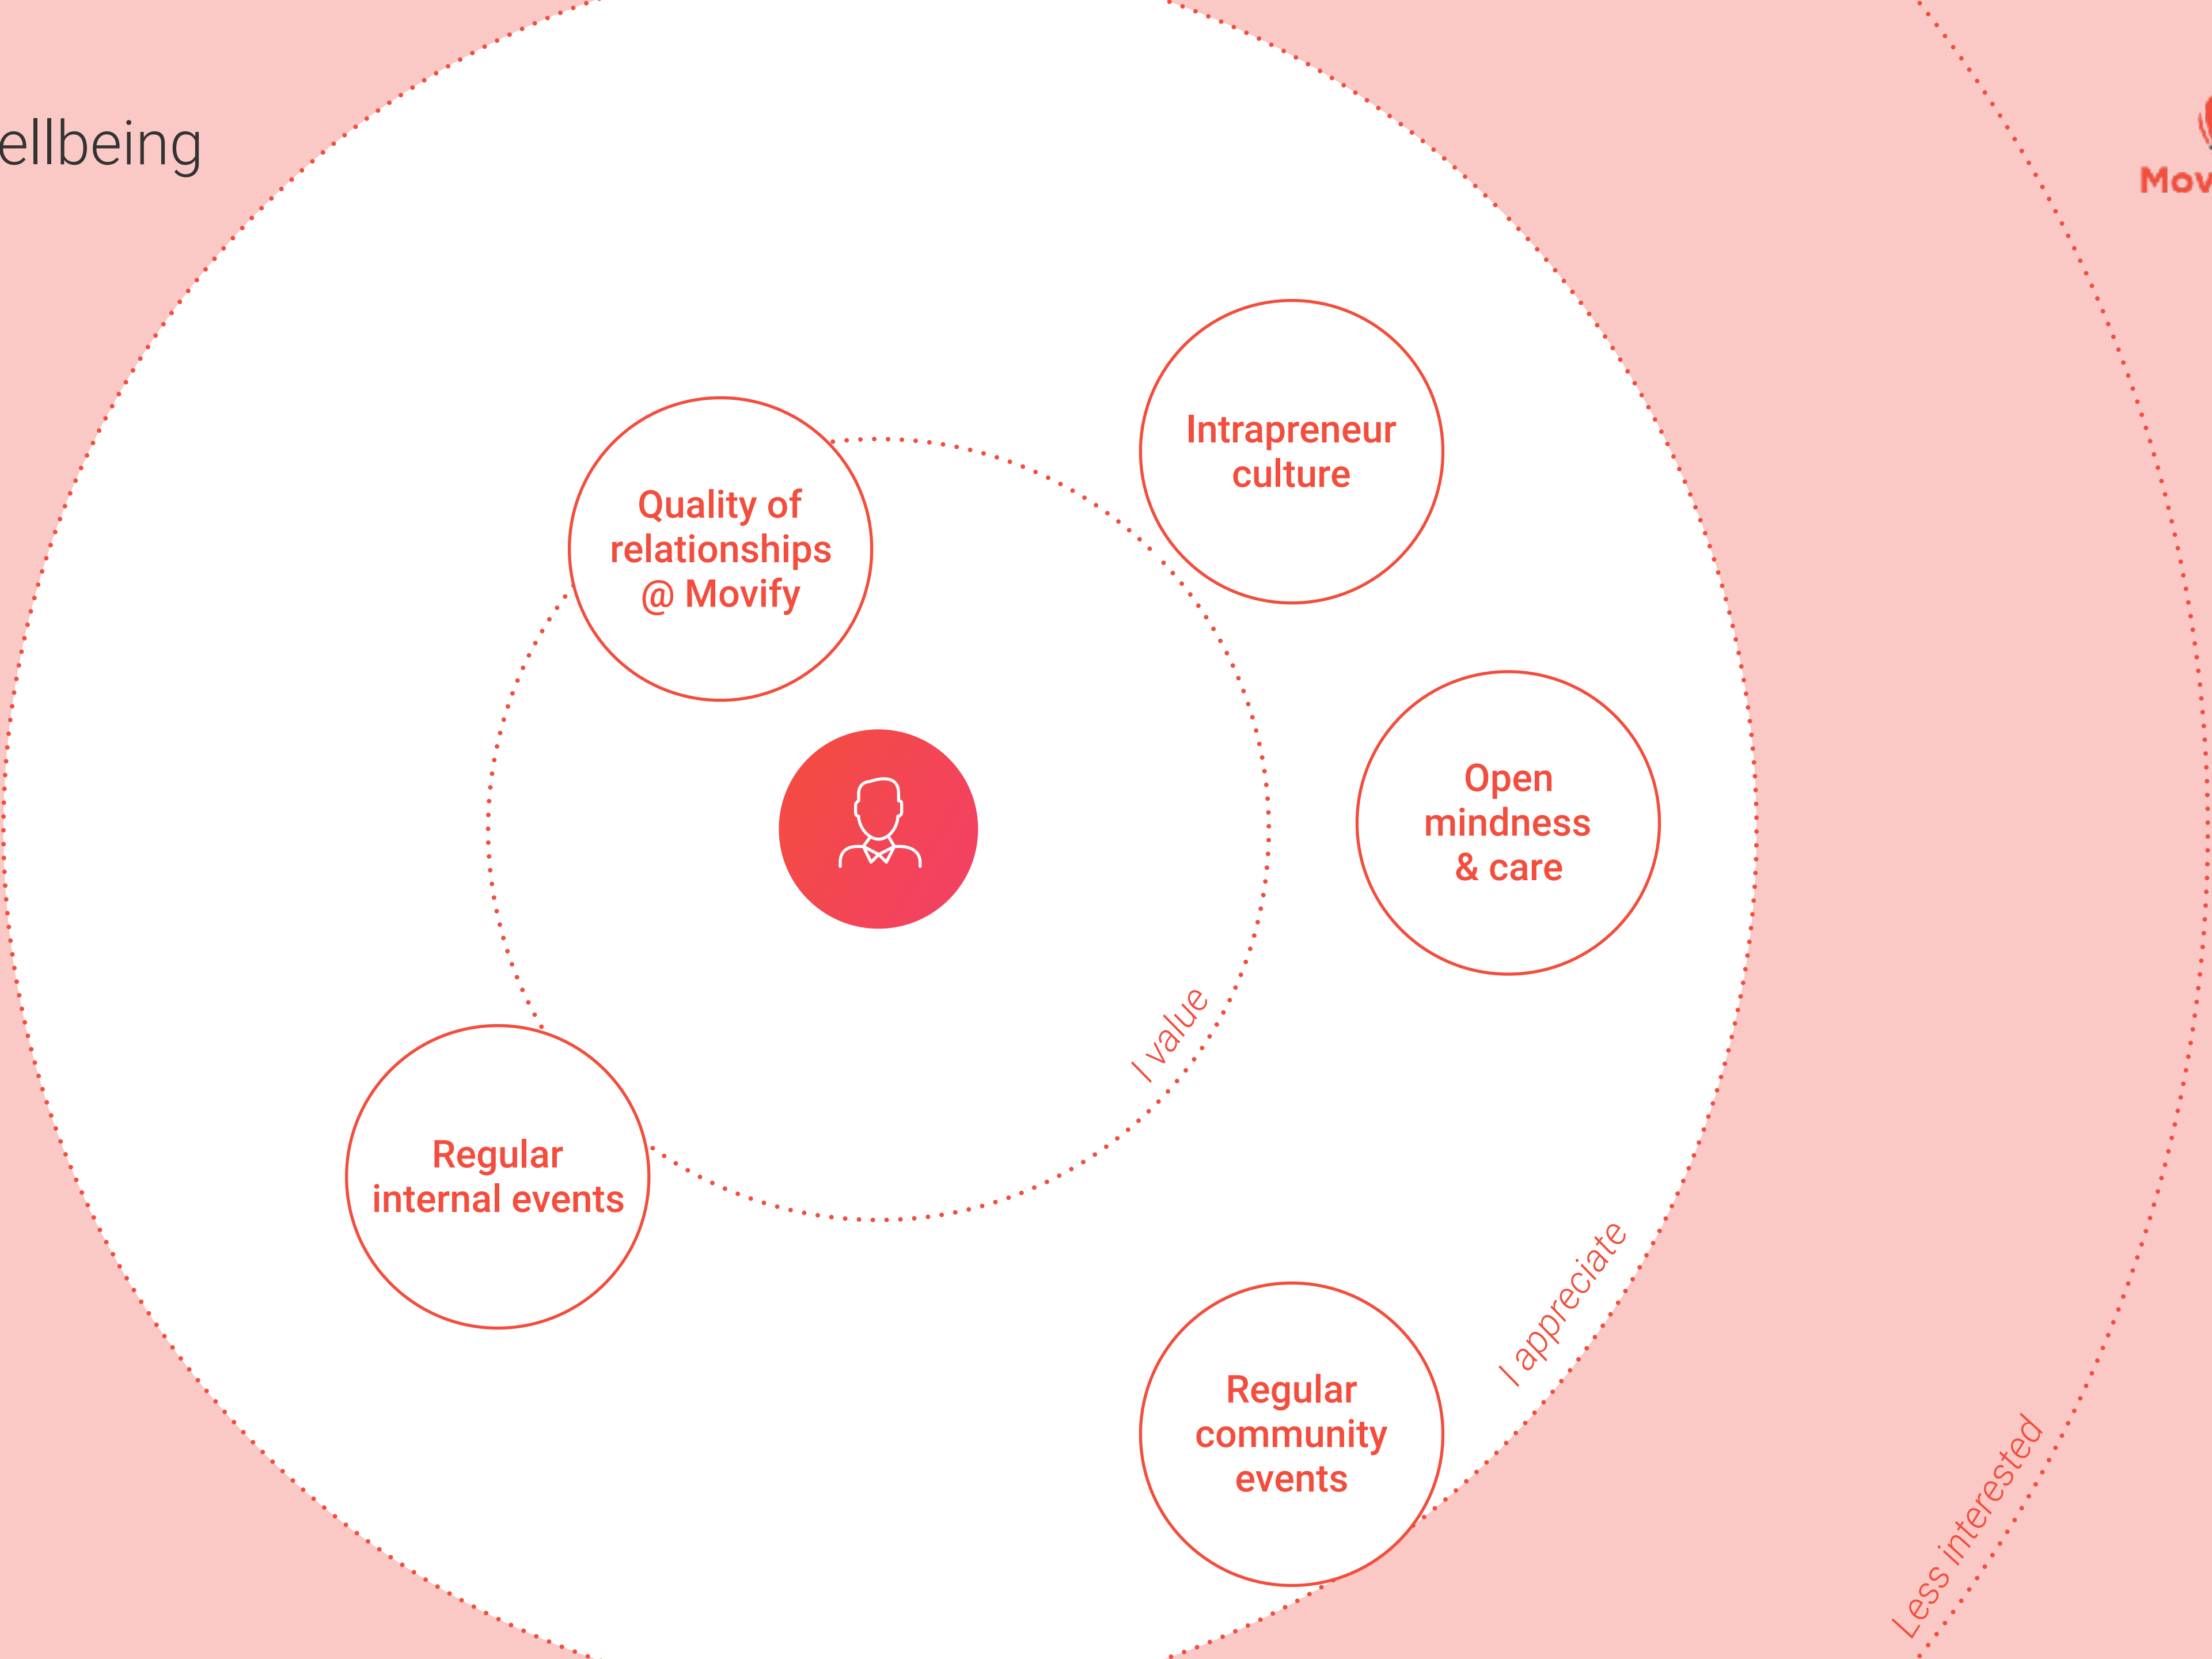 ellbeing
Mov
Intrapreneur
culture
Quality of
relationships
@ Movify
Open
mindness
& care
I value
Regular
internal events
I appreciate
Regular
community
events
Less interested